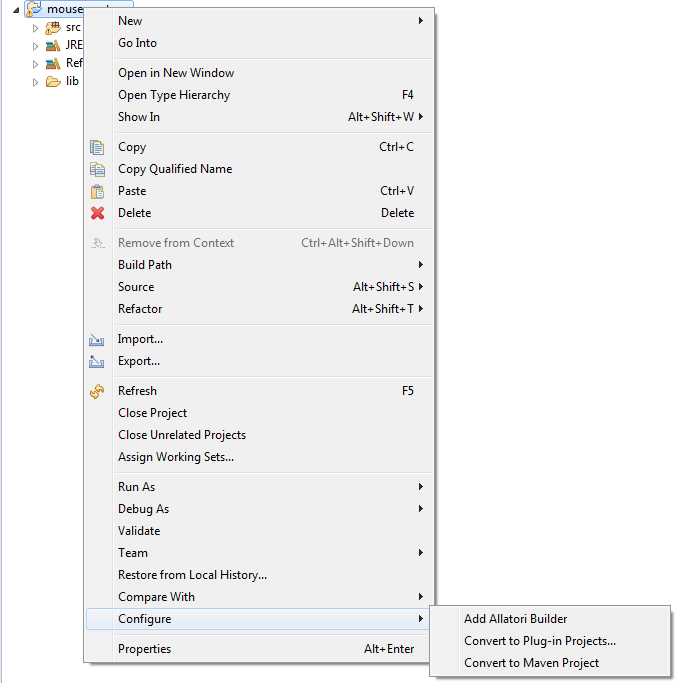 mouse
src
JRE
Ref
lib
New
Go Into
Open in New Window
Open Type Hierarchy F4
Show In Alt+Shift+W
Copy Ctrl+C
Copy Qualified Name
Paste Ctrl+V
Delete Delete
Remove from Context Ctrl+Alt+Shift+Down
Build Path
Source Alt+Shift+S
Refactor Alt+Shift+T
Import...
Export...
Refresh F5
Close Project
Close Unrelated Projects
Assign Working Sets...
Run As
Debug As
Validate
Team
Restore from Local History...
Compare With
Configure
Properties Alt+Enter
Add Allatori Builder
Convert to Plug-in Projects...
Convert to Maven Project